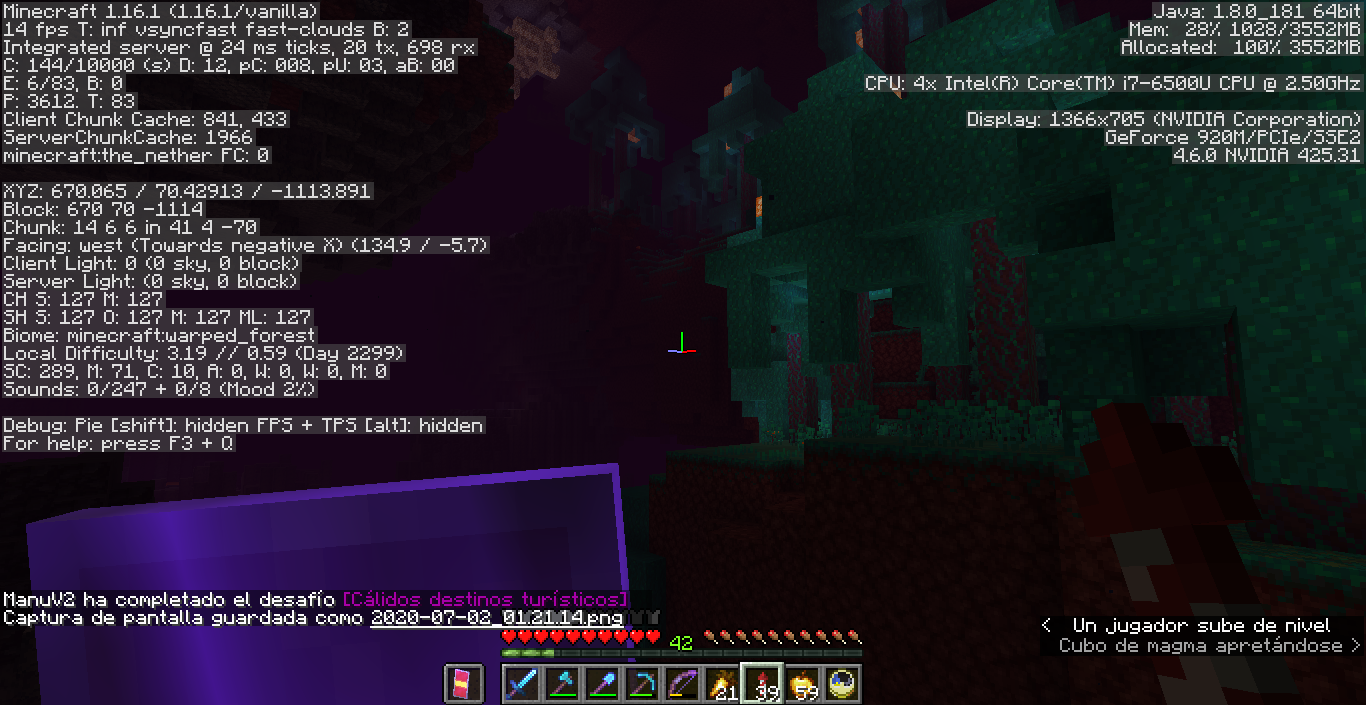 Minecraft 1.16.1 (1.16.1/vanilla)
14 fps T: inf vsyncfast fast-clouds B: 2
Integrated server @ 24 ms ticks, 20 tx, 698 rx
C: 144/10000 (s) D: 12, pC: 008, pU: 03, aB: 00
E: 6/83, B: 0
P: 3612. T: 83
Client Chunk Cache: 841, 433
ServerChunkCache: 1966
minecraft:the_nether FC: 0
XYZ: 670.065 / 70.42913 / -1113.891
Block: 670 70 -1114
Chunk: 14 6 6 in 41 4 -70
Facing: west (Towards negative X) (134.9 / -5.7)
Client Light: 0 (0 sky, 0 block)
Server Light: (0 sky, 0 block)
CH S: 127 M: 127
SH S: 127 O: 127 M: 127 ML: 127
Biome: minecraft:warped_forest
Local Difficulty: 3.19 // 0.59 (Day 2299)
SC: 289, M: 71, C: 10, A: 0, W: 0, W: 0, M: 0
Sounds: 0/247 + 0/8 (Mood 2%)
Debug: Pie [shift]: hidden FPS + TPS [alt]: hidden
For help: press F3 + Q
Java: 1.8.0_181 64bit
Mem: 28% 1028/3552MB
Allocated: 100% 3552MB
CPU: 4x Intel(R) Core(TM) i7-6500U CPU @ 2.50GHz
Display: 1366x705 (NVIDIA Corporation)
GeForce 920M/PCIe/SSE2
4.6.0 NVIDIA 425.31
ManuV2 ha completado el desafío [Cálidos destinos turísticos]
Captura de pantalla guardada como 2020-07-02_01.21.14.png
< Un jugador sube de nivel
Cubo de magma apretándose >
42
21 39 59